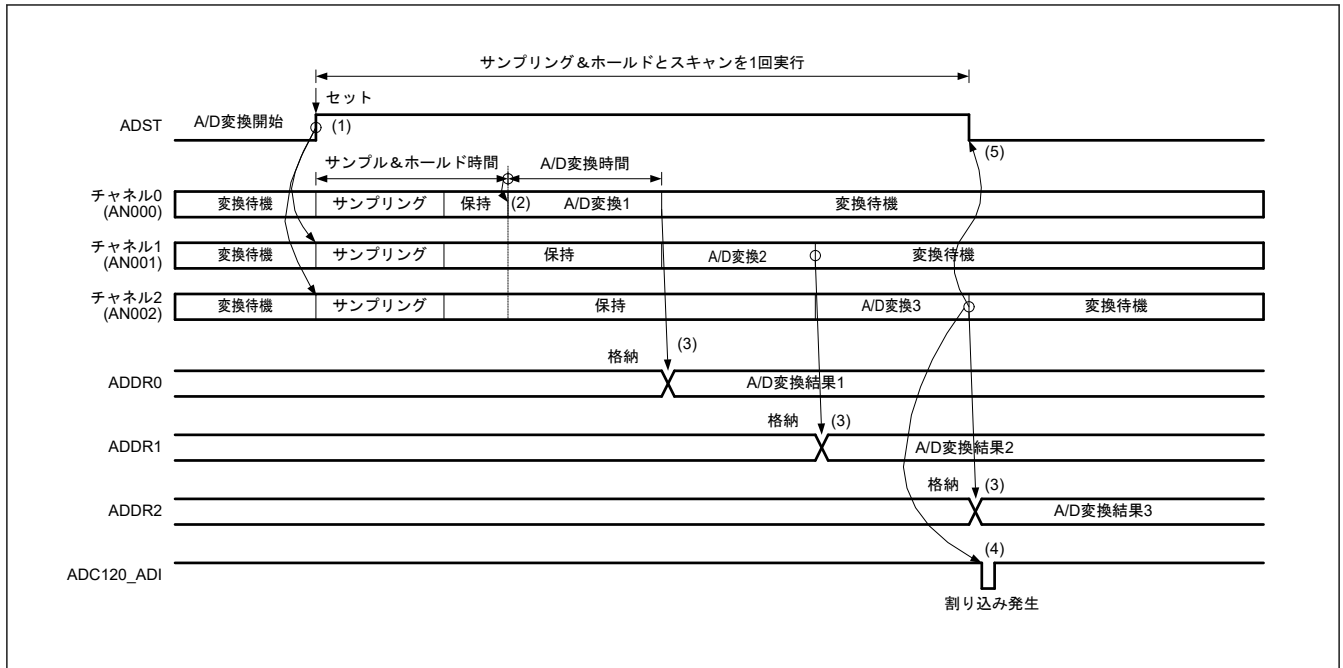 サンプリング＆ホールドとスキャンを1回実行
セット
ADST
A/D変換開始
(1)
(5)
サンプル＆ホールド時間
A/D変換時間
チャネル0
(AN000)
変換待機
サンプリング
保持
(2)
A/D変換1
変換待機
チャネル1
(AN001)
変換待機
サンプリング
保持
A/D変換2
変換待機
チャネル2
(AN002)
変換待機
サンプリング
保持
A/D変換3
変換待機
格納
(3)
ADDR0
A/D変換結果1
格納
(3)
ADDR1
A/D変換結果2
格納
(3)
ADDR2
A/D変換結果3
(4)
ADC120_ADI
割り込み発生